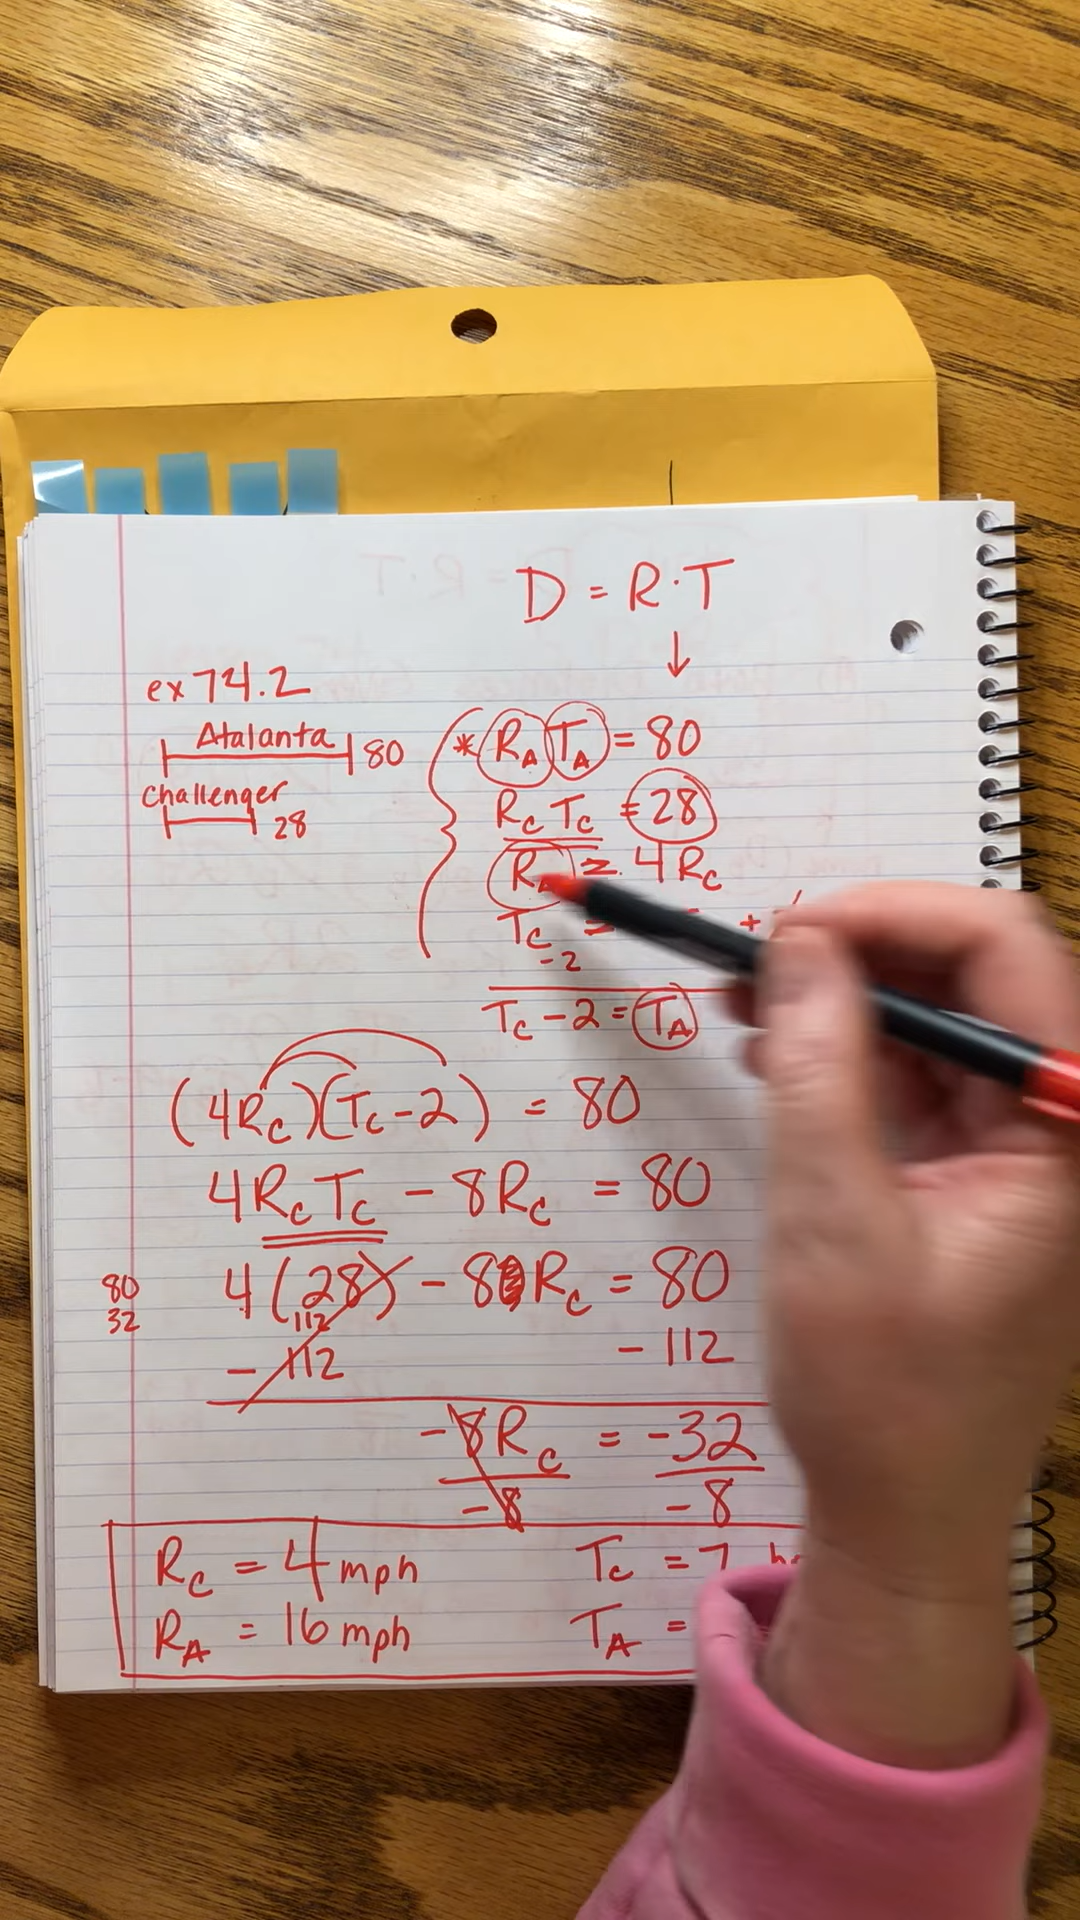 D = R·T
↓
ex 74.2
Atalanta 80
Challenger 28
* R_A T_A = 80
R_C T_C = 28
R_A = 4R_C
T_C = +
-2
T_C - 2 = T_A
(4R_C)(T_C - 2) = 80
4R_C T_C - 8R_C = 80
4(28) - 8R_C = 80
112
80
32
- 112 - 112
-8R_C = -32
-8 -8
R_C = 4 mph T_C = 7
R_A = 16 mph T_A =